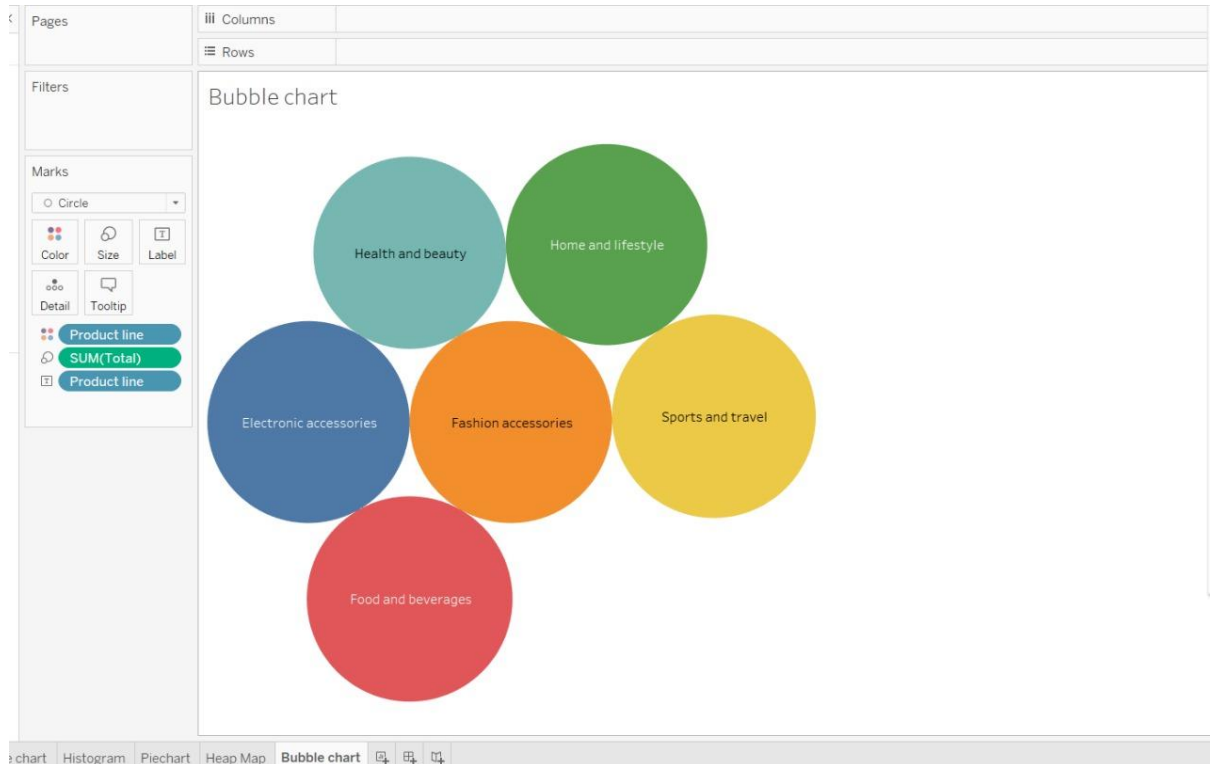 Pages
Columns
Rows
Filters
Bubble chart
Marks
Circle
Color Size Label
Detail Tooltip
Product line
SUM(Total)
Product line
Health and beauty
Home and lifestyle
Electronic accessories
Fashion accessories
Sports and travel
Food and beverages
chart Histogram Piechart Heap Map Bubble chart